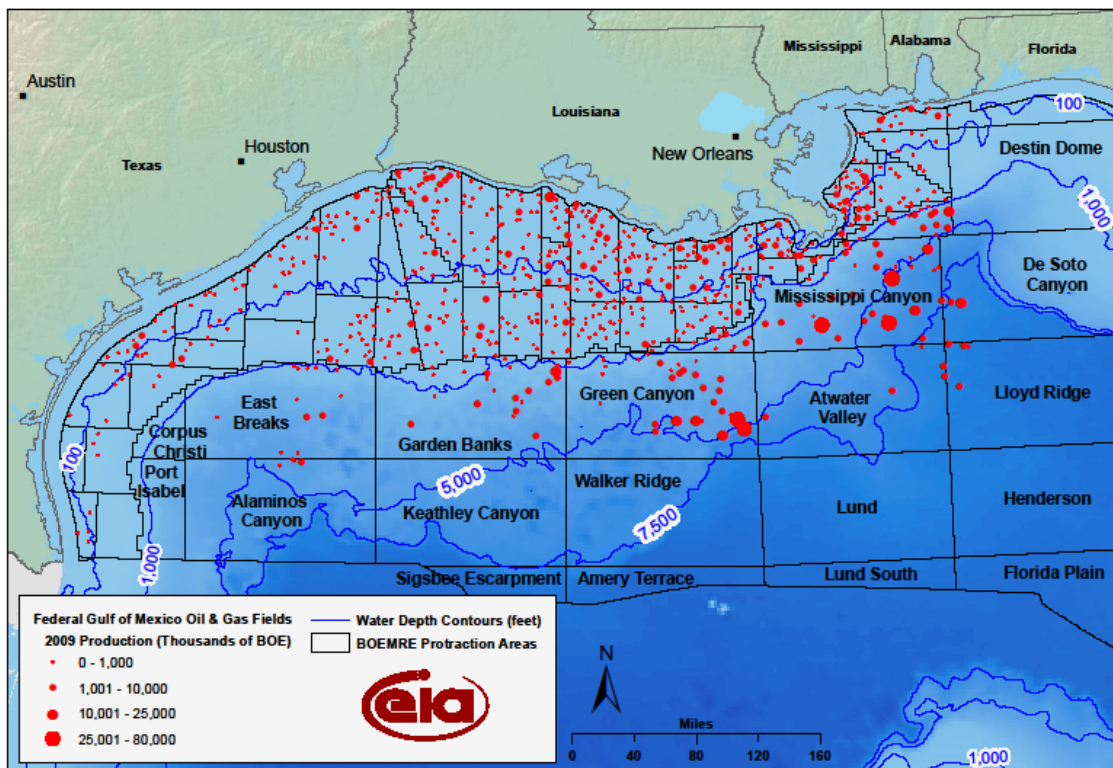 Mississippi
Alabama
Florida
Austin
Louisiana
100
Houston
New Orleans
Destin Dome
Texas
1,000
De Soto
Canyon
Mississippi Canyon
East
Breaks
Green Canyon
Atwater
Valley
Lloyd Ridge
Corpus
Christi
Garden Banks
100
Port
Isabel
5,000
Walker Ridge
Alaminos
Canyon
Keathley Canyon
7,500
Lund
Henderson
1,000
Sigsbee Escarpment
Amery Terrace
Lund South
Florida Plain
Federal Gulf of Mexico Oil & Gas Fields
2009 Production (Thousands of BOE)
0 - 1,000
1,001 - 10,000
10,001 - 25,000
25,001 - 80,000
Water Depth Contours (feet)
BOEMRE Protraction Areas
eia
N
Miles
0 40 80 120 160
1,000